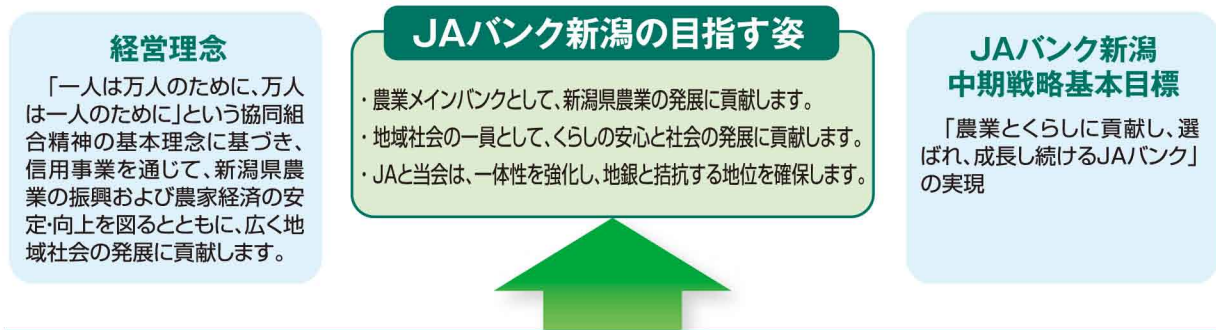 経営理念
「一人は万人のために、万人
は一人のために」という協同組
合精神の基本理念に基づき、
信用事業を通じて、新潟県農
業の振興および農家経済の安
定・向上を図るとともに、広く地
域社会の発展に貢献します。
JAバンク新潟の目指す姿
・農業メインバンクとして、新潟県農業の発展に貢献します。
・地域社会の一員として、くらしの安心と社会の発展に貢献します。
・JAと当会は、一体性を強化し、地銀と拮抗する地位を確保します。
JAバンク新潟
中期戦略基本目標
「農業とくらしに貢献し、選
ばれ、成長し続けるJAバンク」
の実現